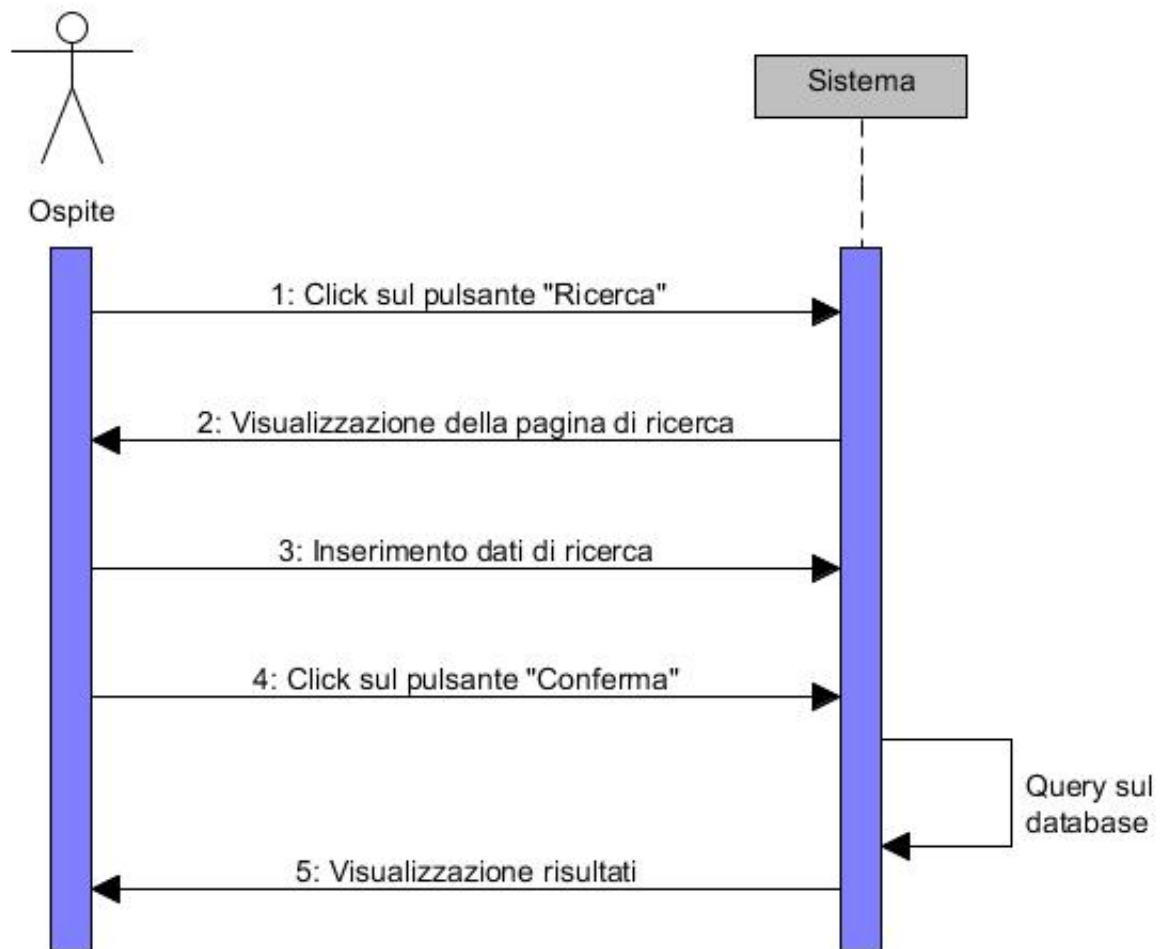 Sistema
Ospite
1: Click sul pulsante "Ricerca"
2: Visualizzazione della pagina di ricerca
3: Inserimento dati di ricerca
4: Click sul pulsante "Conferma"
Query sul
database
5: Visualizzazione risultati